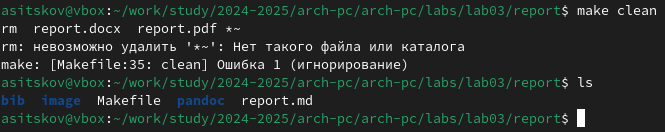 asitskov@vbox:~/work/study/2024-2025/arch-pc/arch-pc/labs/lab03/report$ make clean
rm  report.docx  report.pdf *~
rm: невозможно удалить '*~': Нет такого файла или каталога
make: [Makefile:35: clean] Ошибка 1 (игнорирование)
asitskov@vbox:~/work/study/2024-2025/arch-pc/arch-pc/labs/lab03/report$ ls
bib  image  Makefile  pandoc  report.md
asitskov@vbox:~/work/study/2024-2025/arch-pc/arch-pc/labs/lab03/report$